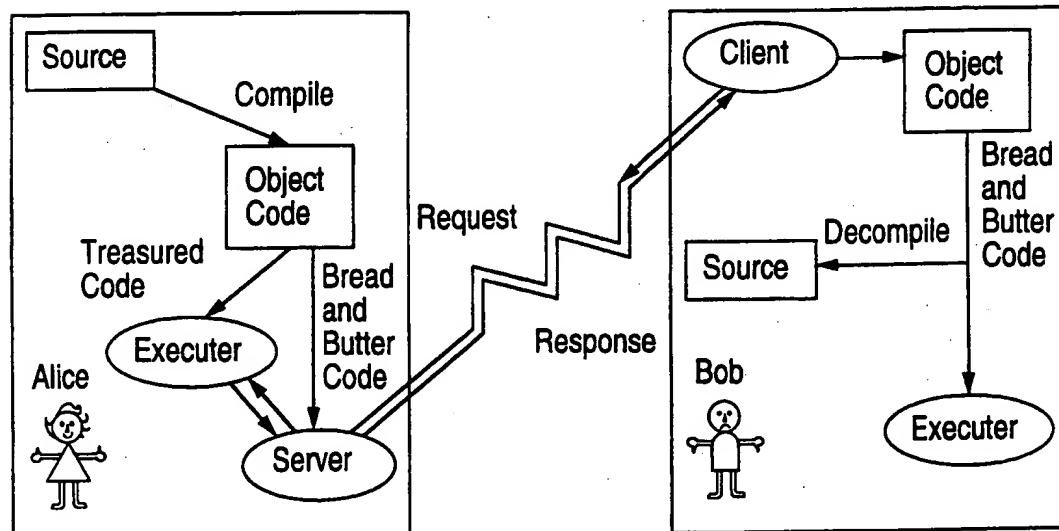 Source
Compile
Object
Code
Treasured
Code
Bread
and
Butter
Code
Executer
Alice
Server
Request
Response
Client
Object
Code
Bread
and
Butter
Code
Decompile
Source
Bob
Executer